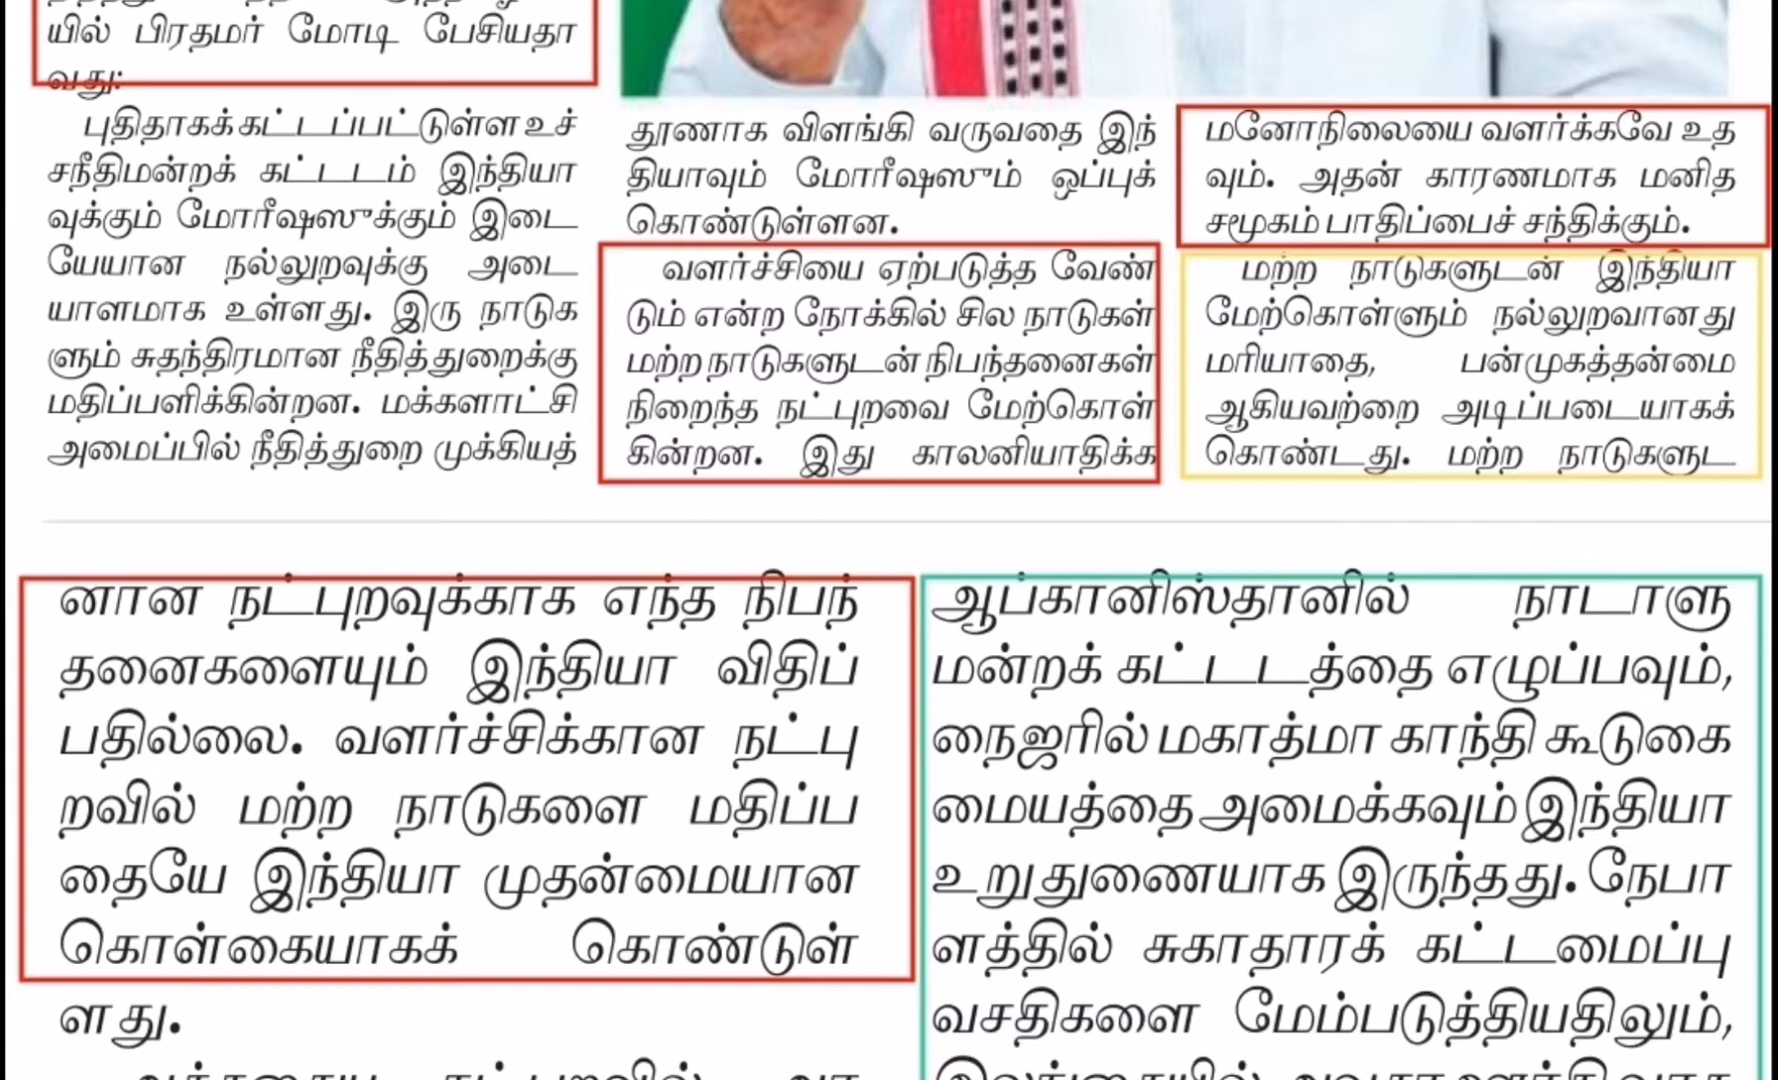 யில் பிரதமர் மோடி பேசியதா
வது:
புதிதாகக் கட்டப்பட்டுள்ள உச்
சநீதிமன்றக் கட்டடம் இந்தியா
வுக்கும் மோரீஷஸுக்கும் இடை
யேயான நல்லுறவுக்கு அடை
யாளமாக உள்ளது. இரு நாடுக
ளும் சுதந்திரமான நீதித்துறைக்கு
மதிப்பளிக்கின்றன. மக்களாட்சி
அமைப்பில் நீதித்துறை முக்கியத்
தூணாக விளங்கி வருவதை இந்
தியாவும் மோரீஷஸும் ஒப்புக்
கொண்டுள்ளன.
வளர்ச்சியை ஏற்படுத்த வேண்
டும் என்ற நோக்கில் சில நாடுகள்
மற்ற நாடுகளுடன் நிபந்தனைகள்
நிறைந்த நட்புறவை மேற்கொள்
கின்றன. இது காலனியாதிக்க
மனோநிலையை வளர்க்கவே உத
வும். அதன் காரணமாக மனித
சமூகம் பாதிப்பைச் சந்திக்கும்.
மற்ற நாடுகளுடன் இந்தியா
மேற்கொள்ளும் நல்லுறவானது
மரியாதை, பன்முகத்தன்மை
ஆகியவற்றை அடிப்படையாகக்
கொண்டது. மற்ற நாடுகளுட
னான நட்புறவுக்காக எந்த நிபந்
தனைகளையும் இந்தியா விதிப்
பதில்லை. வளர்ச்சிக்கான நட்பு
றவில் மற்ற நாடுகளை மதிப்ப
தையே இந்தியா முதன்மையான
கொள்கையாகக் கொண்டுள்
ளது.
ஆப்கானிஸ்தானில் நாடாளு
மன்றக் கட்டடத்தை எழுப்பவும்,
நைஜரில் மகாத்மா காந்தி கூடுகை
மையத்தை அமைக்கவும் இந்தியா
உறுதுணையாக இருந்தது. நேபா
ளத்தில் சுகாதாரக் கட்டமைப்பு
வசதிகளை மேம்படுத்தியதிலும்,